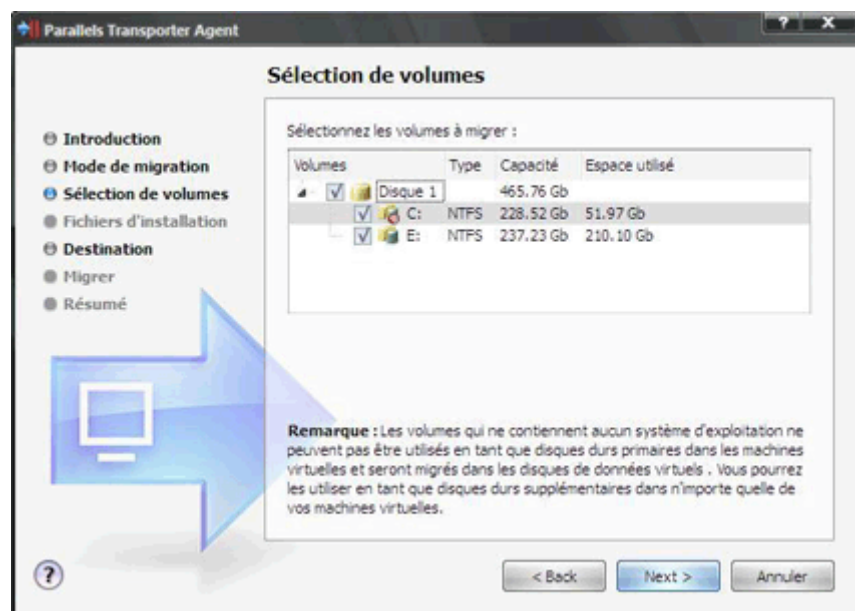 Parallels Transporter Agent
? X
Sélection de volumes
Introduction
Mode de migration
Sélection de volumes
Fichiers d'installation
Destination
Migrer
Résumé
Sélectionnez les volumes à migrer :
Volumes Type Capacité Espace utilisé
Disque 1 465.76 Gb
C: NTFS 228.52 Gb 51.97 Gb
E: NTFS 237.23 Gb 210.10 Gb
Remarque : Les volumes qui ne contiennent aucun système d'exploitation ne
peuvent pas être utilisés en tant que disques durs primaires dans les machines
virtuelles et seront migrés dans les disques de données virtuels . Vous pourrez
les utiliser en tant que disques durs supplémentaires dans n'importe quelle de
vos machines virtuelles.
?
< Back Next > Annuler